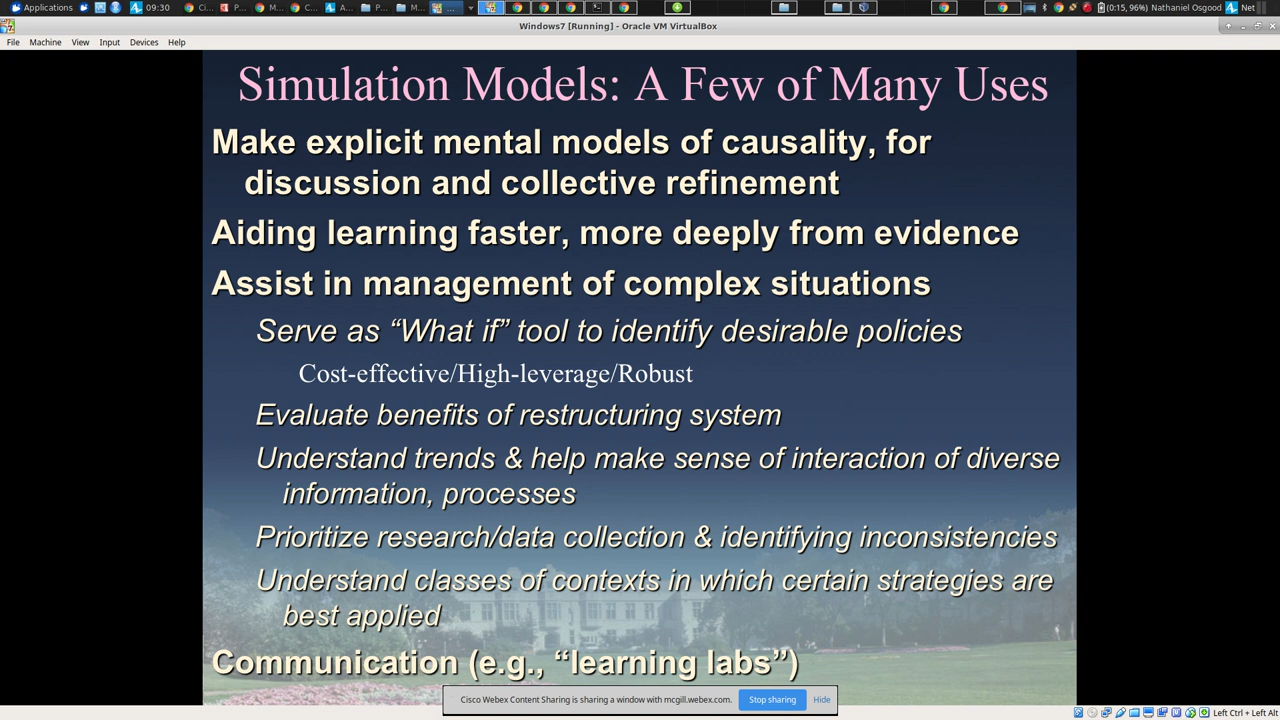 Applications 09:30 Ci... P... M... C... A... P... M... ... (0:15, 96%) Nathaniel Osgood Net
Windows7 [Running] - Oracle VM VirtualBox
File Machine View Input Devices Help
Simulation Models: A Few of Many Uses
Make explicit mental models of causality, for
discussion and collective refinement
Aiding learning faster, more deeply from evidence
Assist in management of complex situations
Serve as “What if” tool to identify desirable policies
Cost-effective/High-leverage/Robust
Evaluate benefits of restructuring system
Understand trends & help make sense of interaction of diverse
information, processes
Prioritize research/data collection & identifying inconsistencies
Understand classes of contexts in which certain strategies are
best applied
Communication (e.g., “learning labs”)
Cisco Webex Content Sharing is sharing a window with mcgill.webex.com. Stop sharing Hide
Left Ctrl + Left Alt